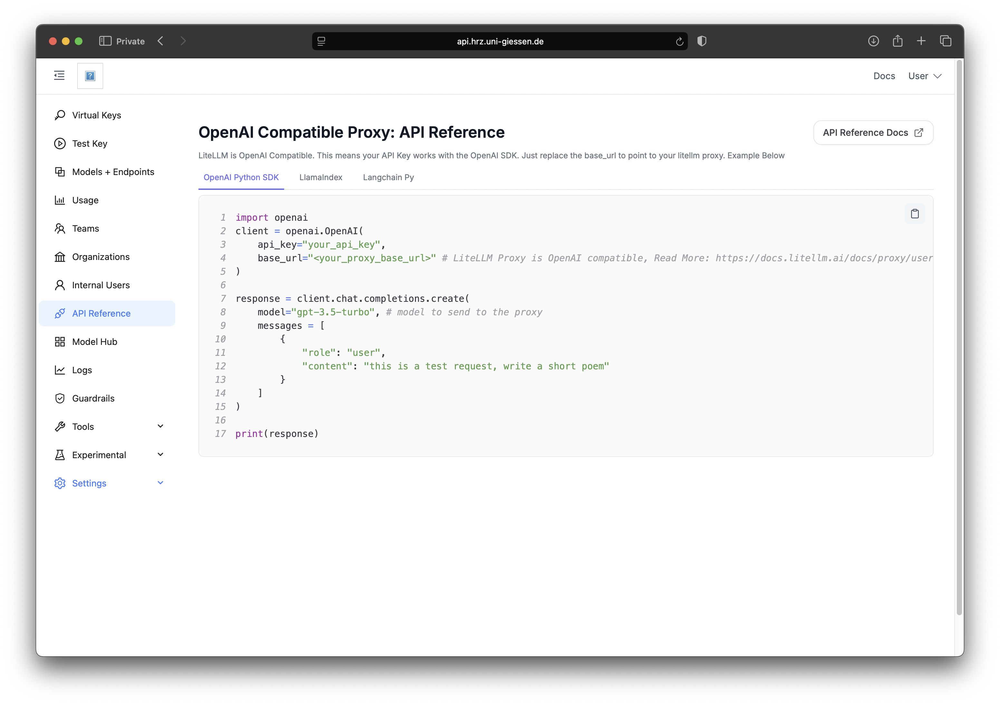 Private
api.hrz.uni-giessen.de
?
Docs
User
Virtual Keys
Test Key
Models + Endpoints
Usage
Teams
Organizations
Internal Users
API Reference
Model Hub
Logs
Guardrails
Tools
Experimental
Settings
OpenAI Compatible Proxy: API Reference
API Reference Docs
LiteLLM is OpenAI Compatible. This means your API Key works with the OpenAI SDK. Just replace the base_url to point to your litellm proxy. Example Below
OpenAI Python SDK
LlamaIndex
Langchain Py
1 import openai
2 client = openai.OpenAI(
3     api_key="your_api_key",
4     base_url="<your_proxy_base_url>" # LiteLLM Proxy is OpenAI compatible, Read More: https://docs.litellm.ai/docs/proxy/user
5 )
6
7 response = client.chat.completions.create(
8     model="gpt-3.5-turbo", # model to send to the proxy
9     messages = [
10         {
11             "role": "user",
12             "content": "this is a test request, write a short poem"
13         }
14     ]
15 )
16
17 print(response)